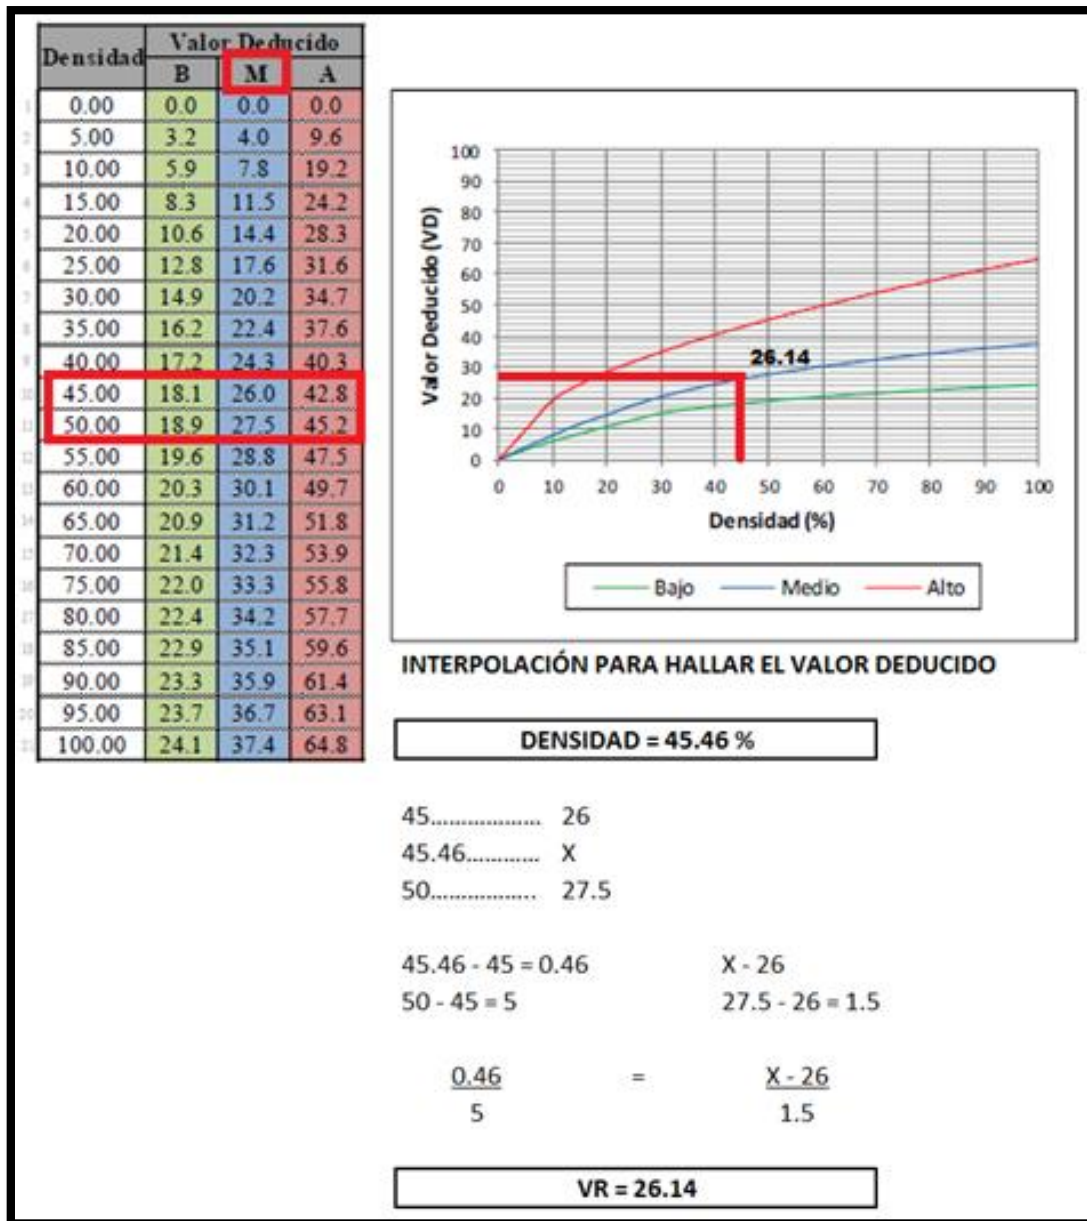 Densidad Valor Deducido
B M A
0.00 0.0 0.0 0.0
5.00 3.2 4.0 9.6
10.00 5.9 7.8 19.2
15.00 8.3 11.5 24.2
20.00 10.6 14.4 28.3
25.00 12.8 17.6 31.6
30.00 14.9 20.2 34.7
35.00 16.2 22.4 37.6
40.00 17.2 24.3 40.3
45.00 18.1 26.0 42.8
50.00 18.9 27.5 45.2
55.00 19.6 28.8 47.5
60.00 20.3 30.1 49.7
65.00 20.9 31.2 51.8
70.00 21.4 32.3 53.9
75.00 22.0 33.3 55.8
80.00 22.4 34.2 57.7
85.00 22.9 35.1 59.6
90.00 23.3 35.9 61.4
95.00 23.7 36.7 63.1
100.00 24.1 37.4 64.8
Valor Deducido (VD)
100
90
80
70
60
50
40
30
20
10
0
26.14
0 10 20 30 40 50 60 70 80 90 100
Densidad (%)
Bajo Medio Alto
INTERPOLACIÓN PARA HALLAR EL VALOR DEDUCIDO
DENSIDAD = 45.46 %
45.................. 26
45.46............ X
50................. 27.5
45.46 - 45 = 0.46 X - 26
50 - 45 = 5 27.5 - 26 = 1.5
0.46 = X - 26
5 1.5
VR = 26.14